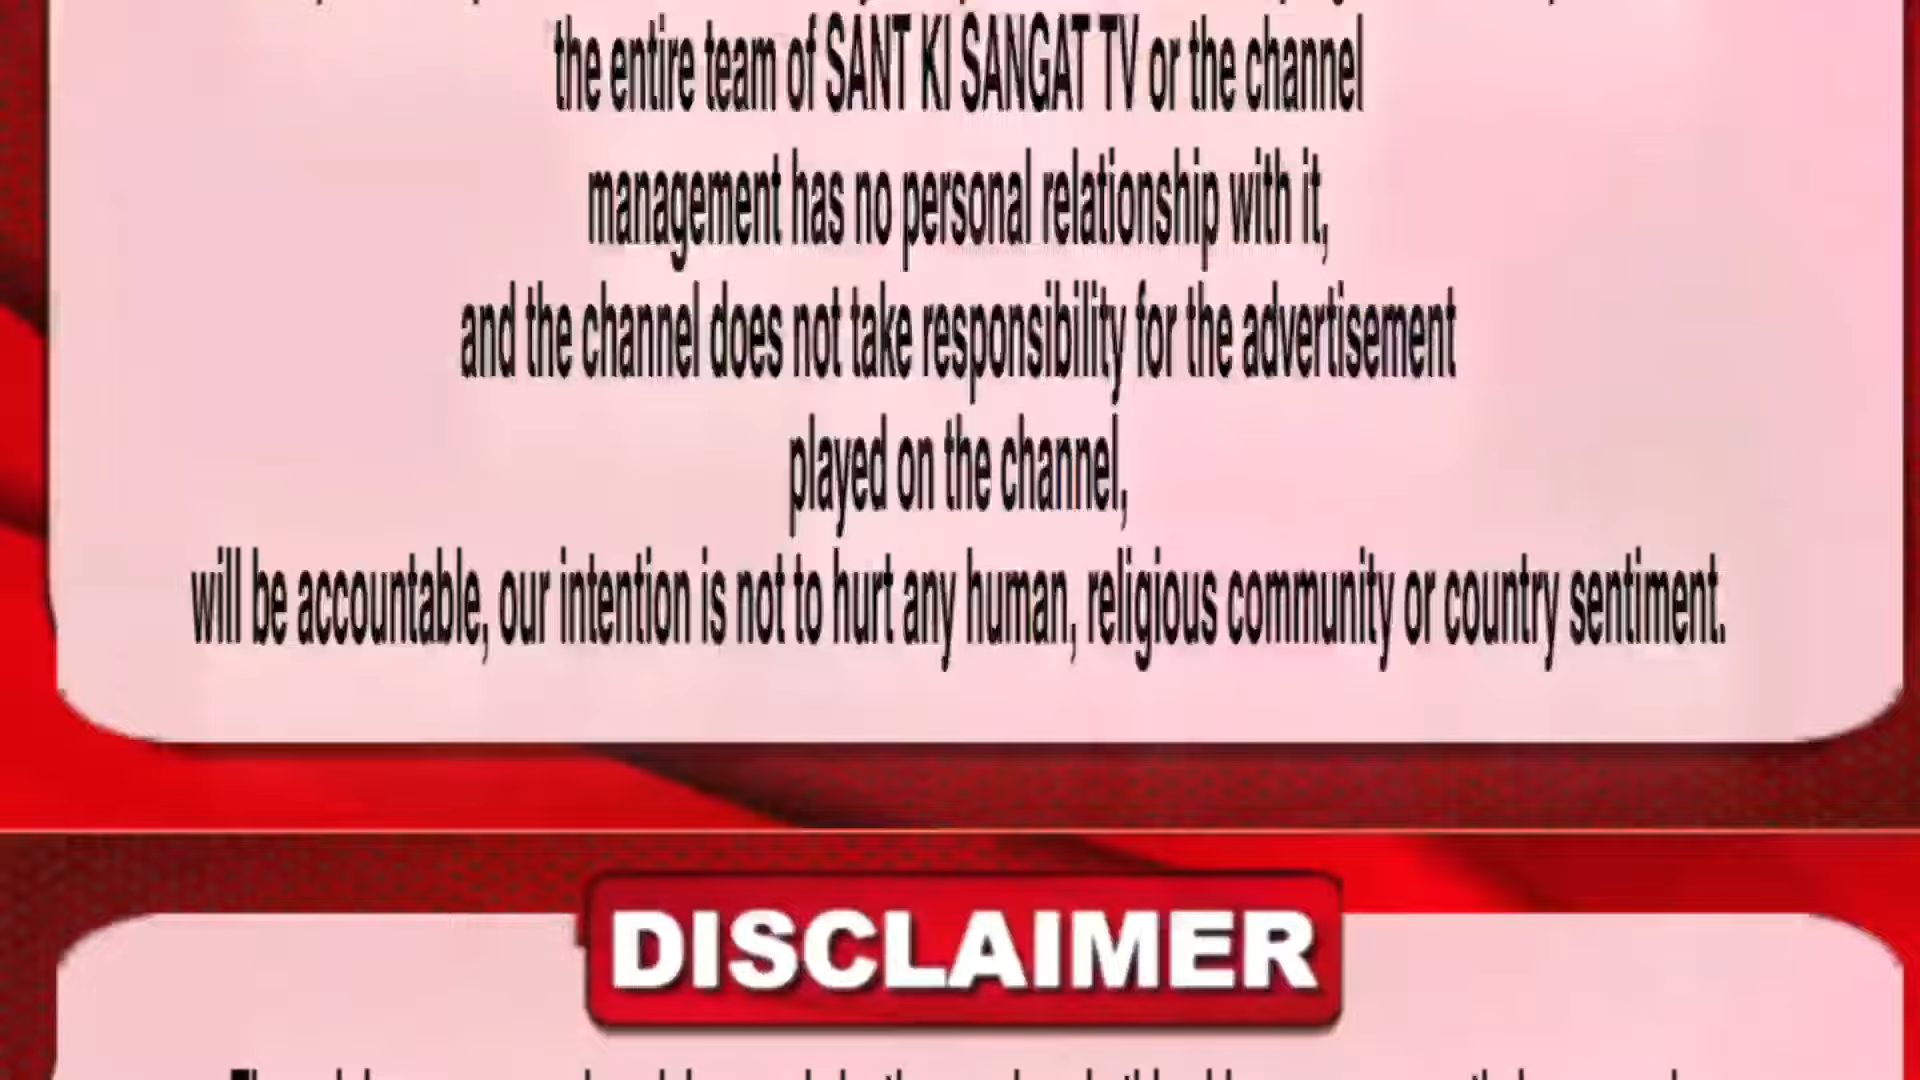 the entire team of SANT KI SANGAT TV or the channel
management has no personal relationship with it,
and the channel does not take responsibility for the advertisement
played on the channel,
will be accountable, our intention is not to hurt any human, religious community or country sentiment.
DISCLAIMER